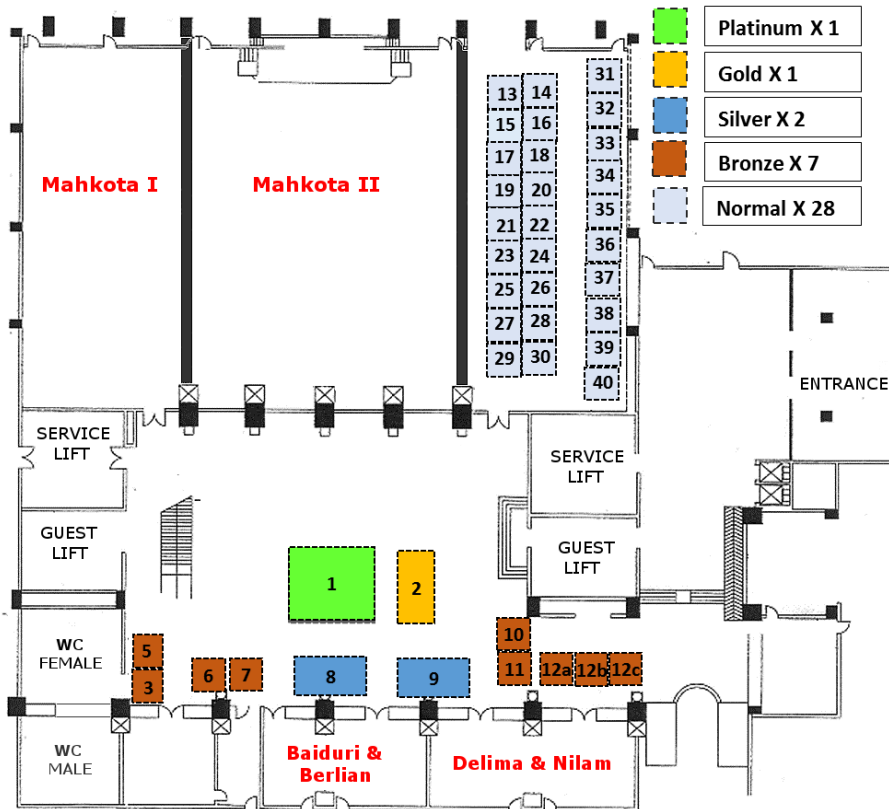 Platinum X 1
Gold X 1
Silver X 2
Bronze X 7
Normal X 28
Mahkota I
Mahkota II
13 14
15 16
17 18
19 20
21 22
23 24
25 26
27 28
29 30
31
32
33
34
35
36
37
38
39
40
ENTRANCE
SERVICE
LIFT
GUEST
LIFT
SERVICE
LIFT
GUEST
LIFT
1
2
WC
FEMALE
5
3
6
7
8
9
10
11
12a
12b
12c
WC
MALE
Baiduri &
Berlian
Delima & Nilam